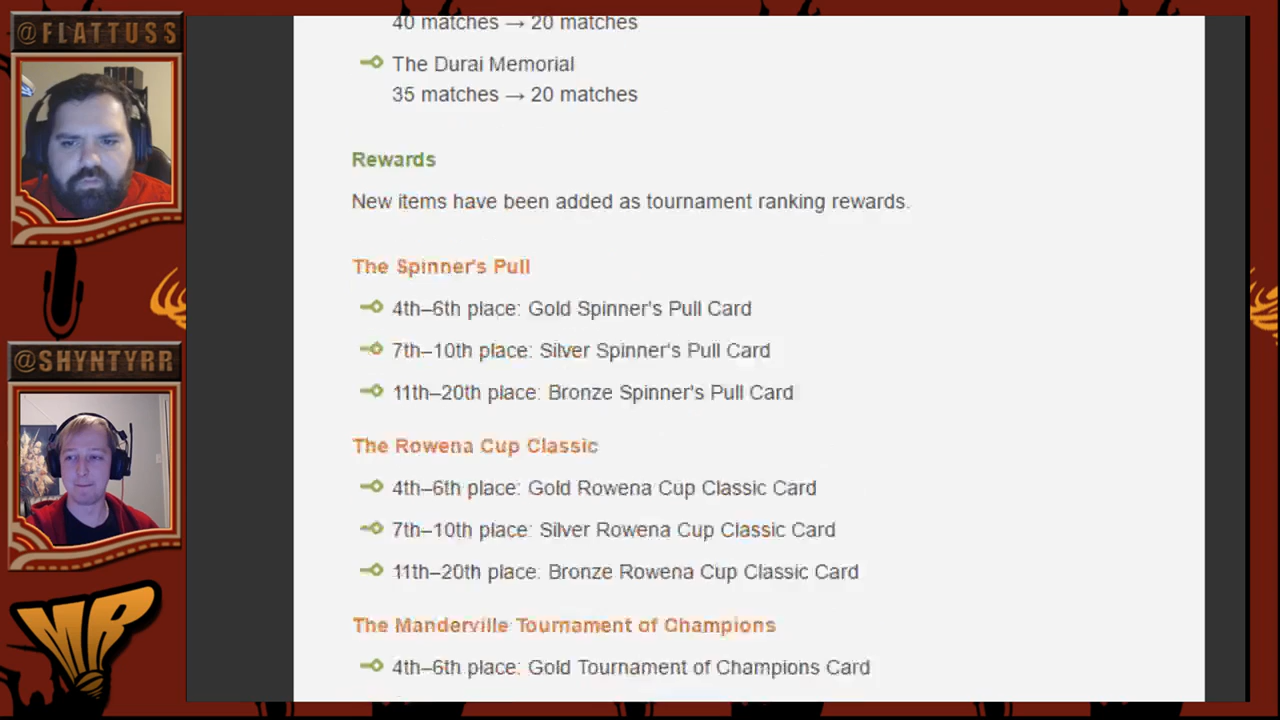 @FLATTUSS
40 matches → 20 matches
The Durai Memorial
35 matches → 20 matches
Rewards
New items have been added as tournament ranking rewards.
The Spinner's Pull
4th–6th place: Gold Spinner's Pull Card
7th–10th place: Silver Spinner's Pull Card
11th–20th place: Bronze Spinner's Pull Card
@SHYNTYRR
The Rowena Cup Classic
4th–6th place: Gold Rowena Cup Classic Card
7th–10th place: Silver Rowena Cup Classic Card
11th–20th place: Bronze Rowena Cup Classic Card
The Manderville Tournament of Champions
4th–6th place: Gold Tournament of Champions Card
MR